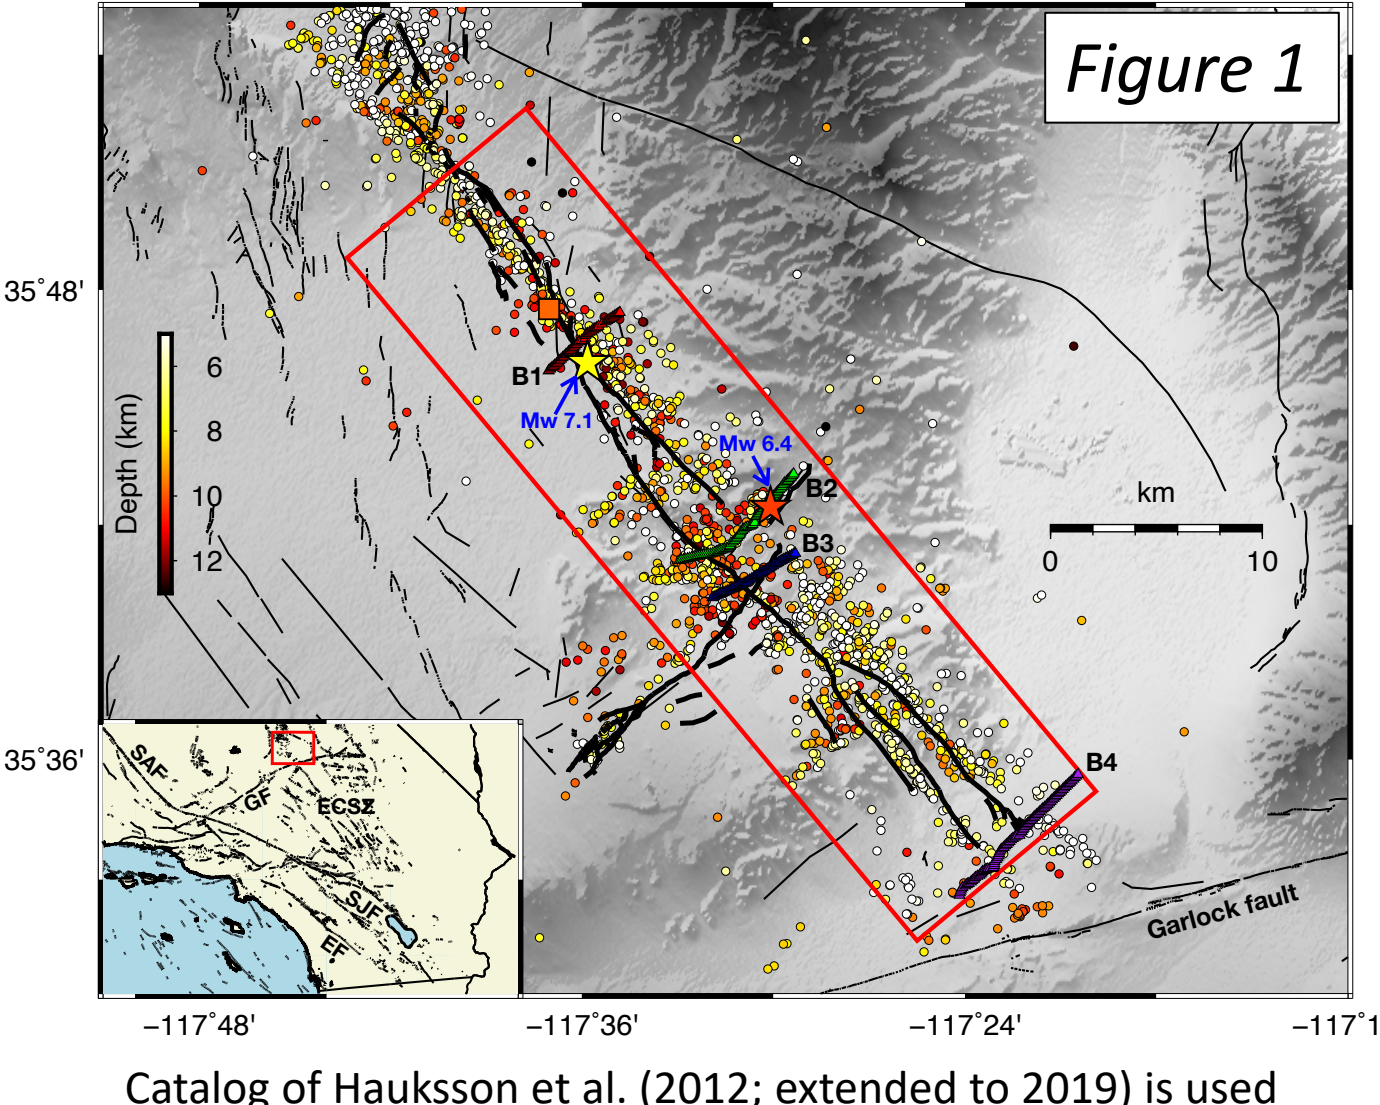 Figure 1
35°48'
6
8
10
12
Depth (km)
B1
Mw 7.1
Mw 6.4
B2
B3
km
0
10
35°36'
B4
SAF
GF
ECSZ
SJF
EF
Garlock fault
−117°48'
−117°36'
−117°24'
−117°1
Catalog of Hauksson et al. (2012; extended to 2019) is used